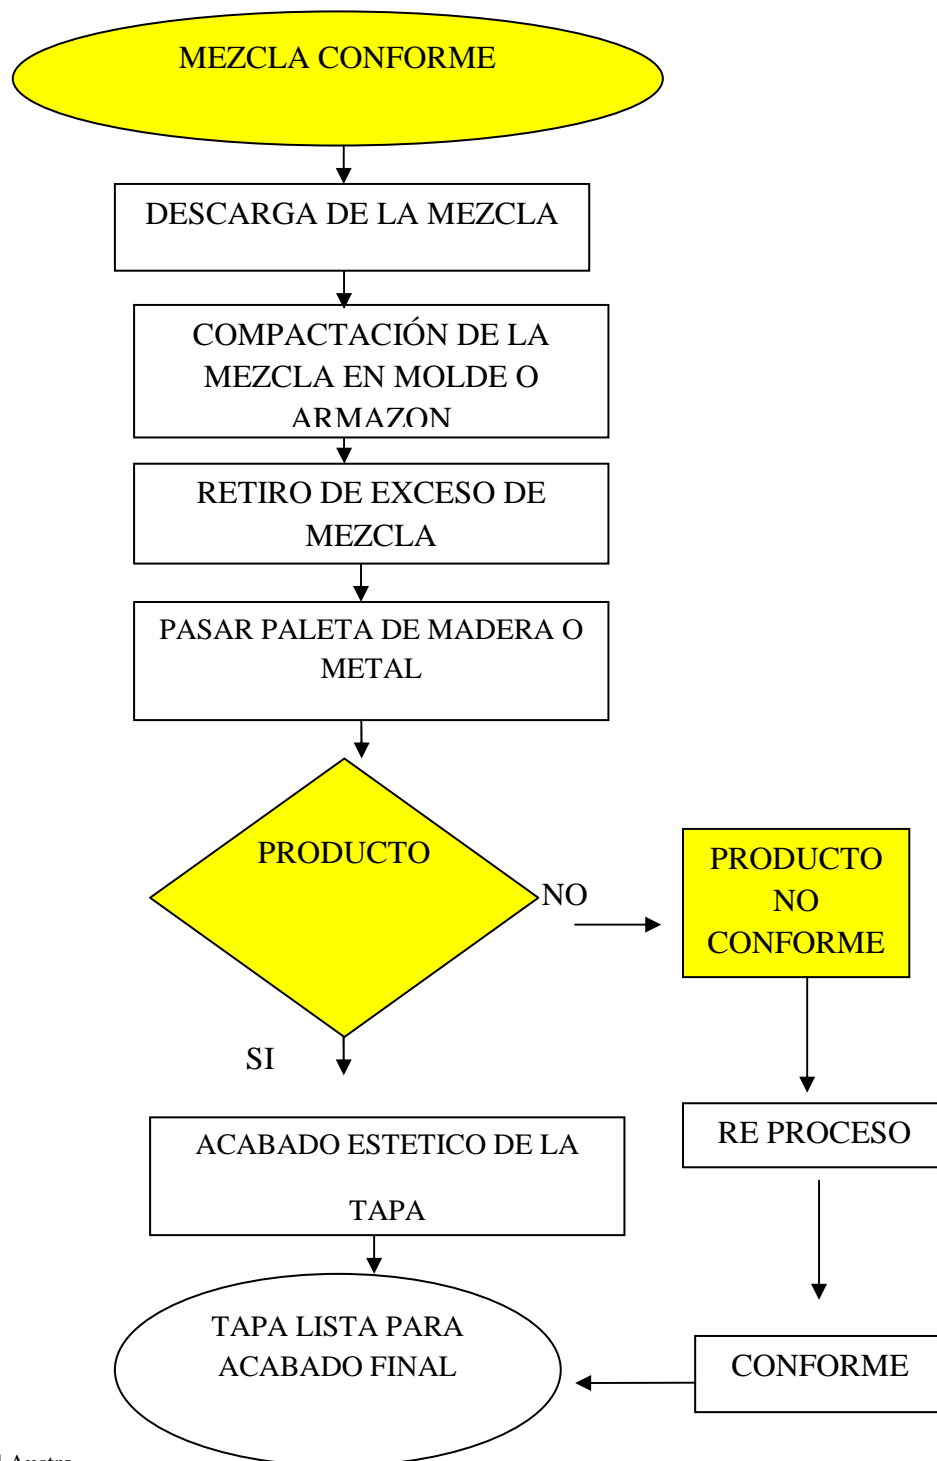 MEZCLA CONFORME
DESCARGA DE LA MEZCLA
COMPACTACIÓN DE LA
MEZCLA EN MOLDE O
ARMAZON
RETIRO DE EXCESO DE
MEZCLA
PASAR PALETA DE MADERA O
METAL
PRODUCTO
NO
PRODUCTO
NO
CONFORME
SI
RE PROCESO
ACABADO ESTETICO DE LA
TAPA
TAPA LISTA PARA
ACABADO FINAL
CONFORME